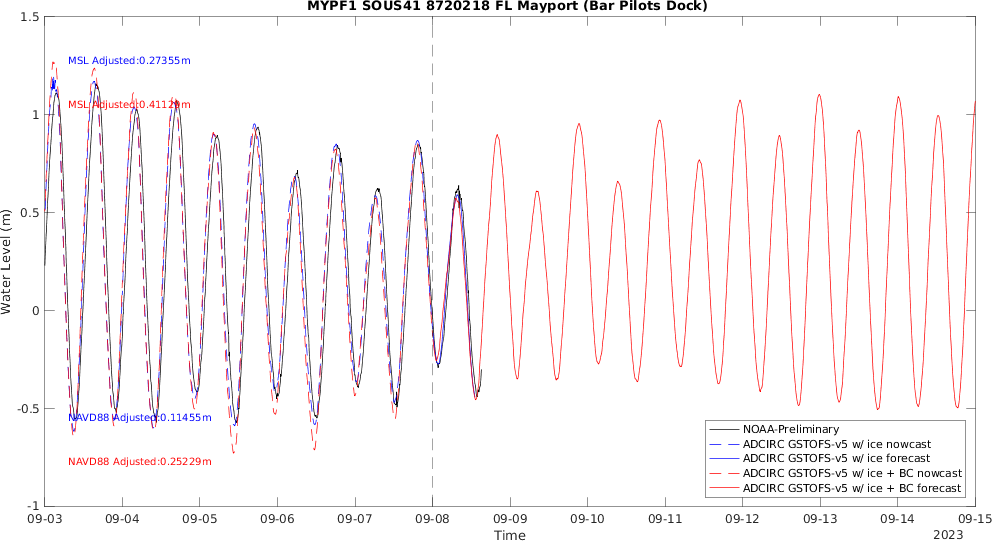 MYPF1 SOUS41 8720218 FL Mayport (Bar Pilots Dock)
1.5
1
0.5
0
-0.5
-1
Water Level (m)
MSL Adjusted:0.27355m
MSL Adjusted:0.4112 m
NAVD88 Adjusted:0.11455m
NAVD88 Adjusted:0.25229m
NOAA-Preliminary
ADCIRC GSTOFS-v5 w/ ice nowcast
ADCIRC GSTOFS-v5 w/ ice forecast
ADCIRC GSTOFS-v5 w/ ice + BC nowcast
ADCIRC GSTOFS-v5 w/ ice + BC forecast
09-03 09-04 09-05 09-06 09-07 09-08 09-09 09-10 09-11 09-12 09-13 09-14 09-15
Time
2023